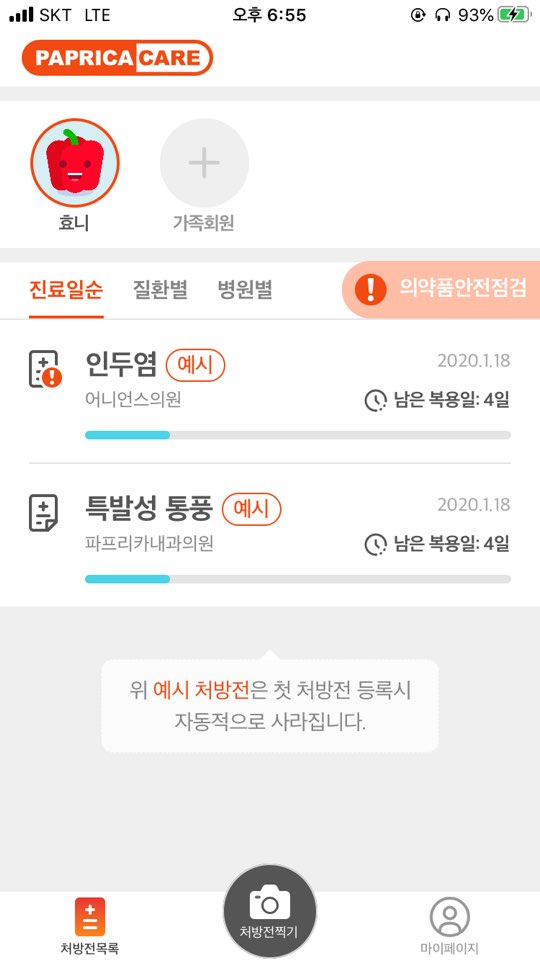 SKT LTE 오후 6:55 93%
PAPRICA CARE
효니 가족회원
진료일순 질환별 병원별 의약품안전점검
인두염 예시 2020.1.18
어니언스의원 남은 복용일: 4일
특발성 통풍 예시 2020.1.18
파프리카내과의원 남은 복용일: 4일
위 예시 처방전은 첫 처방전 등록시
자동적으로 사라집니다.
처방전목록 처방전찍기 마이페이지